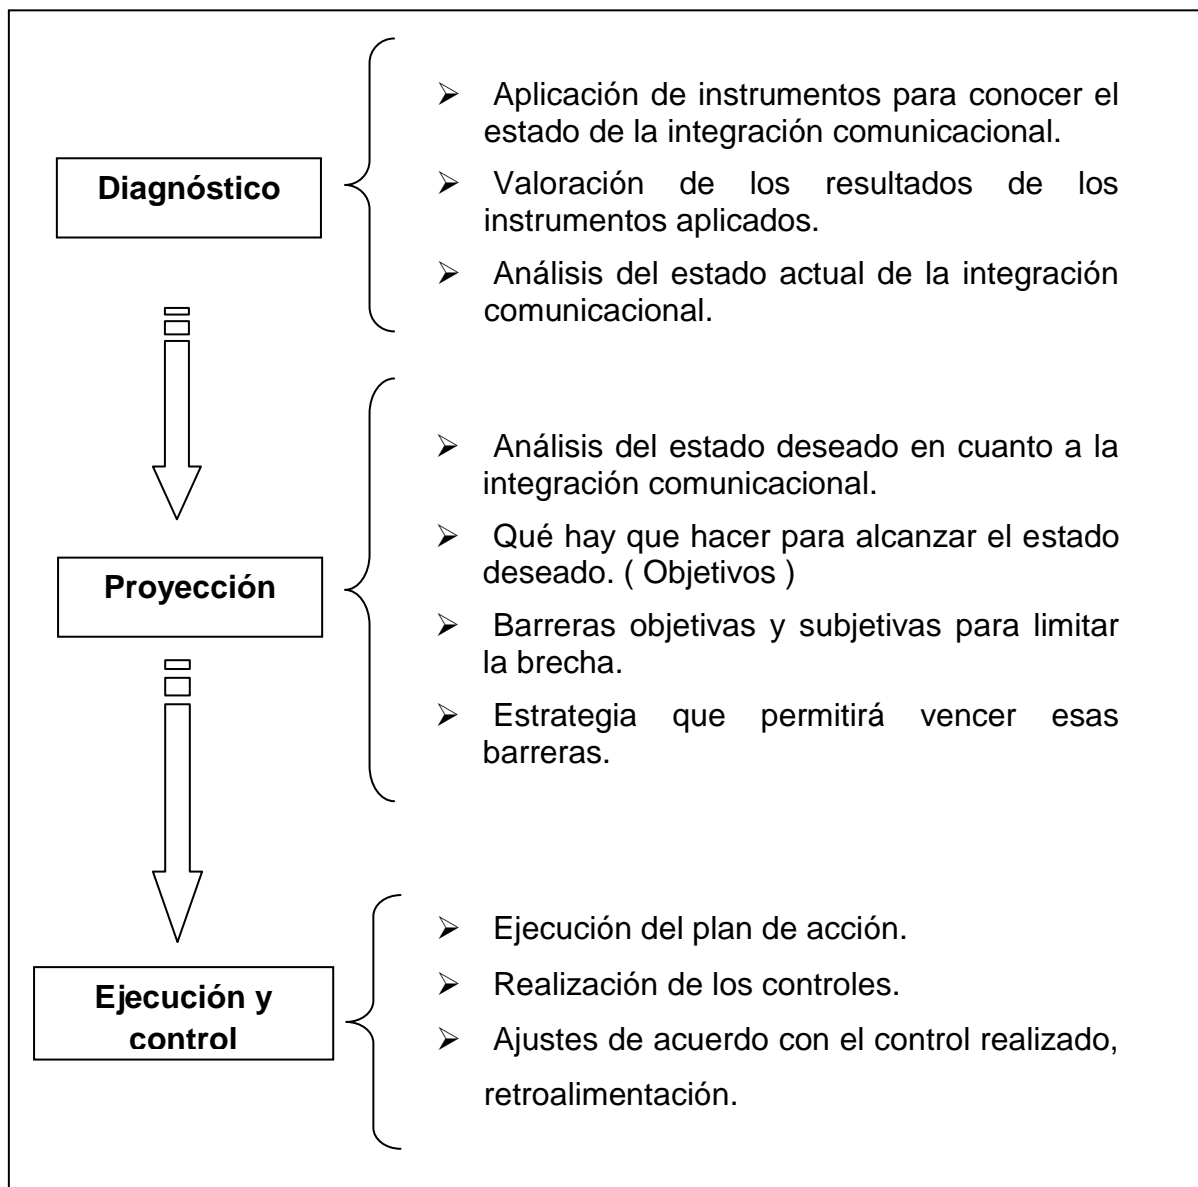 Diagnóstico
➢ Aplicación de instrumentos para conocer el
estado de la integración comunicacional.
➢ Valoración de los resultados de los
instrumentos aplicados.
➢ Análisis del estado actual de la integración
comunicacional.
Proyección
➢ Análisis del estado deseado en cuanto a la
integración comunicacional.
➢ Qué hay que hacer para alcanzar el estado
deseado. ( Objetivos )
➢ Barreras objetivas y subjetivas para limitar
la brecha.
➢ Estrategia que permitirá vencer esas
barreras.
Ejecución y
control
➢ Ejecución del plan de acción.
➢ Realización de los controles.
➢ Ajustes de acuerdo con el control realizado,
retroalimentación.